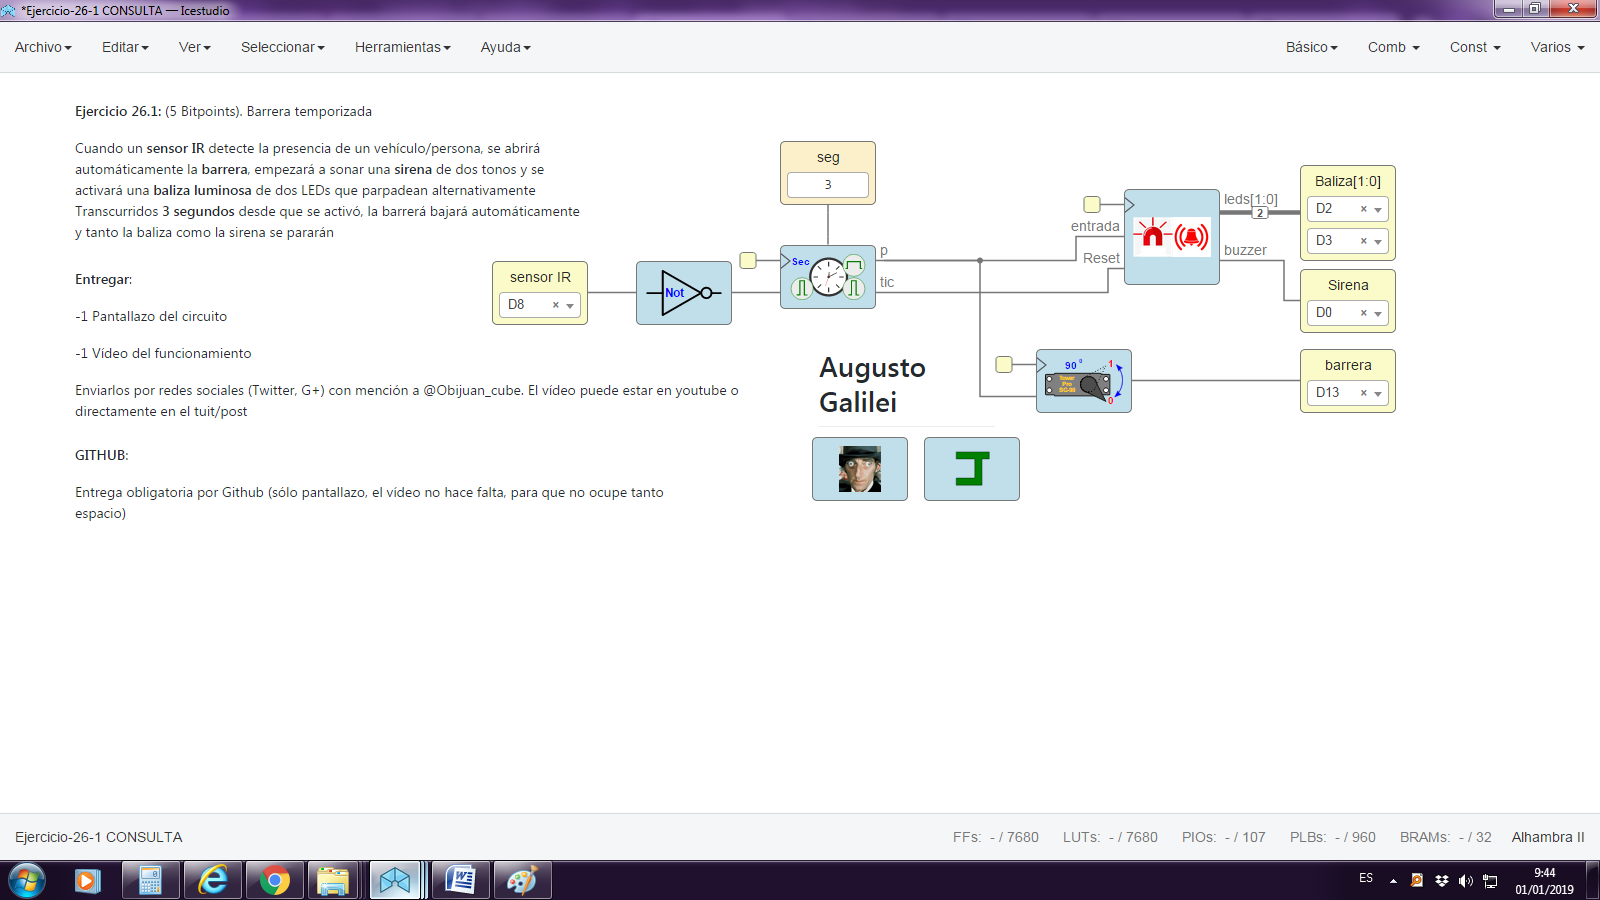 *Ejercicio-26-1 CONSULTA — Icestudio
Archivo Editar Ver Seleccionar Herramientas Ayuda Básico Comb Const Varios
Ejercicio 26.1: (5 Bitpoints). Barrera temporizada
Cuando un sensor IR detecte la presencia de un vehículo/persona, se abrirá
automáticamente la barrera, empezará a sonar una sirena de dos tonos y se
activará una baliza luminosa de dos LEDs que parpadean alternativamente
Transcurridos 3 segundos desde que se activó, la barrerá bajará automáticamente
y tanto la baliza como la sirena se pararán
Entregar:
-1 Pantallazo del circuito
-1 Vídeo del funcionamiento
Enviarlos por redes sociales (Twitter, G+) con mención a @Obijuan_cube. El vídeo puede estar en youtube o
directamente en el tuit/post
GITHUB:
Entrega obligatoria por Github (sólo pantallazo, el vídeo no hace falta, para que no ocupe tanto
espacio)
sensor IR
D8
Not
seg
3
Sec
p
tic
entrada
Reset
leds[1:0]
2
buzzer
Baliza[1:0]
D2
D3
Sirena
D0
90º
1
0
Tower
Pro
SG-90
barrera
D13
Augusto
Galilei
Ejercicio-26-1 CONSULTA FFs: - / 7680 LUTs: - / 7680 PIOs: - / 107 PLBs: - / 960 BRAMs: - / 32 Alhambra II
ES
9:44
01/01/2019